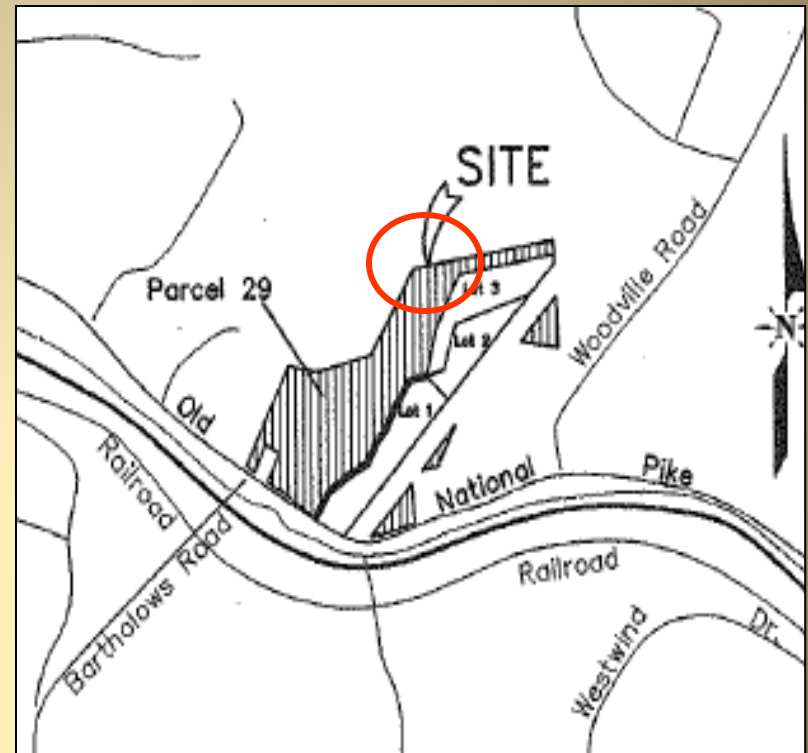 SITE
Woodville Road
Parcel 29
Lot 3
Lot 2
Lot 1
N
Old National Pike
Railroad
Bartholows Road
Railroad
Westwind Dr.